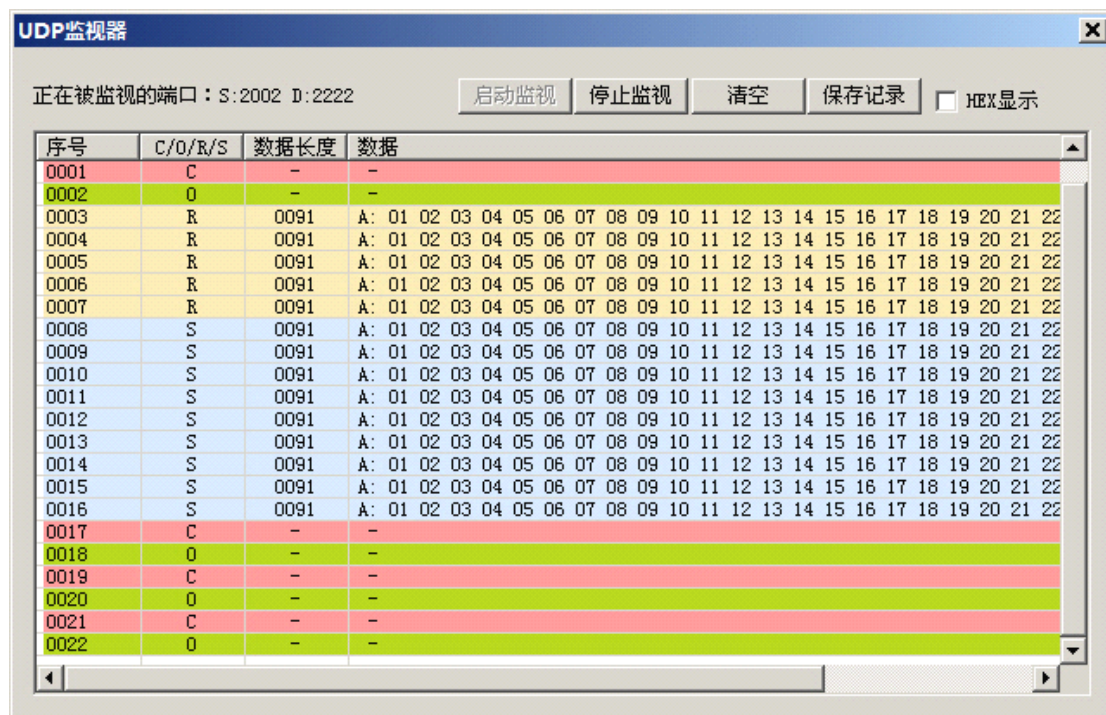 UDP监视器
正在被监视的端口：S:2002 D:2222 启动监视 停止监视 清空 保存记录 HEX显示
序号 C/O/R/S 数据长度 数据
0001 C - -
0002 O - -
0003 R 0091 A: 01 02 03 04 05 06 07 08 09 10 11 12 13 14 15 16 17 18 19 20 21 22
0004 R 0091 A: 01 02 03 04 05 06 07 08 09 10 11 12 13 14 15 16 17 18 19 20 21 22
0005 R 0091 A: 01 02 03 04 05 06 07 08 09 10 11 12 13 14 15 16 17 18 19 20 21 22
0006 R 0091 A: 01 02 03 04 05 06 07 08 09 10 11 12 13 14 15 16 17 18 19 20 21 22
0007 R 0091 A: 01 02 03 04 05 06 07 08 09 10 11 12 13 14 15 16 17 18 19 20 21 22
0008 S 0091 A: 01 02 03 04 05 06 07 08 09 10 11 12 13 14 15 16 17 18 19 20 21 22
0009 S 0091 A: 01 02 03 04 05 06 07 08 09 10 11 12 13 14 15 16 17 18 19 20 21 22
0010 S 0091 A: 01 02 03 04 05 06 07 08 09 10 11 12 13 14 15 16 17 18 19 20 21 22
0011 S 0091 A: 01 02 03 04 05 06 07 08 09 10 11 12 13 14 15 16 17 18 19 20 21 22
0012 S 0091 A: 01 02 03 04 05 06 07 08 09 10 11 12 13 14 15 16 17 18 19 20 21 22
0013 S 0091 A: 01 02 03 04 05 06 07 08 09 10 11 12 13 14 15 16 17 18 19 20 21 22
0014 S 0091 A: 01 02 03 04 05 06 07 08 09 10 11 12 13 14 15 16 17 18 19 20 21 22
0015 S 0091 A: 01 02 03 04 05 06 07 08 09 10 11 12 13 14 15 16 17 18 19 20 21 22
0016 S 0091 A: 01 02 03 04 05 06 07 08 09 10 11 12 13 14 15 16 17 18 19 20 21 22
0017 C - -
0018 O - -
0019 C - -
0020 O - -
0021 C - -
0022 O - -